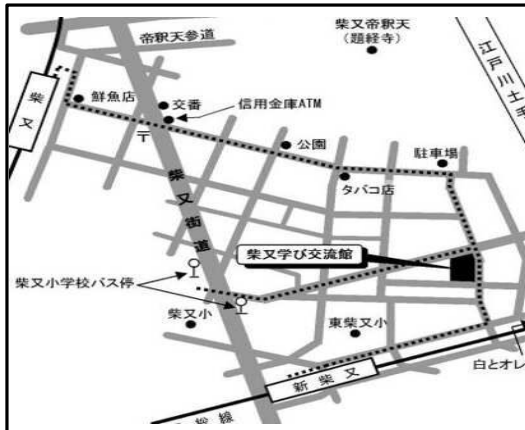 柴又帝釈天
(題経寺)
帝釈天参道
江戸川土手
柴又
鮮魚店
交番
信用金庫ATM
〒
公園
駐車場
タバコ店
柴又街道
柴又学び交流館
柴又小学校バス停
柴又小
東柴又小
新柴又
白とオレ
総線